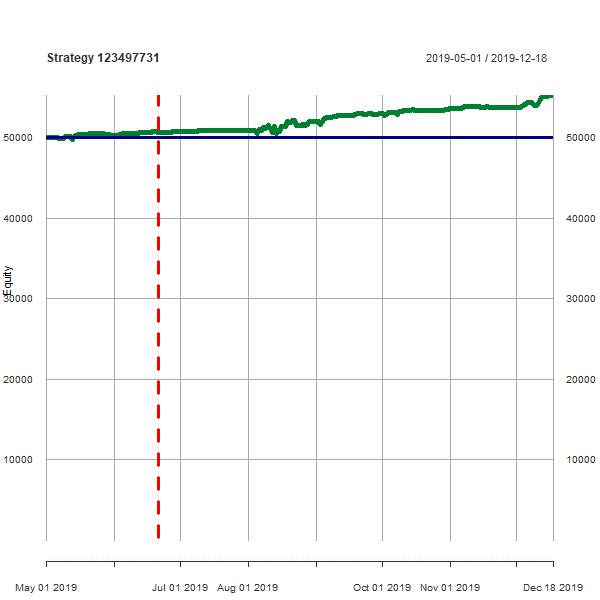 Strategy 123497731
2019-05-01 / 2019-12-18
50000
50000
40000
40000
Equity
30000
30000
20000
20000
10000
10000
May 01 2019
Jul 01 2019
Aug 01 2019
Oct 01 2019
Nov 01 2019
Dec 18 2019